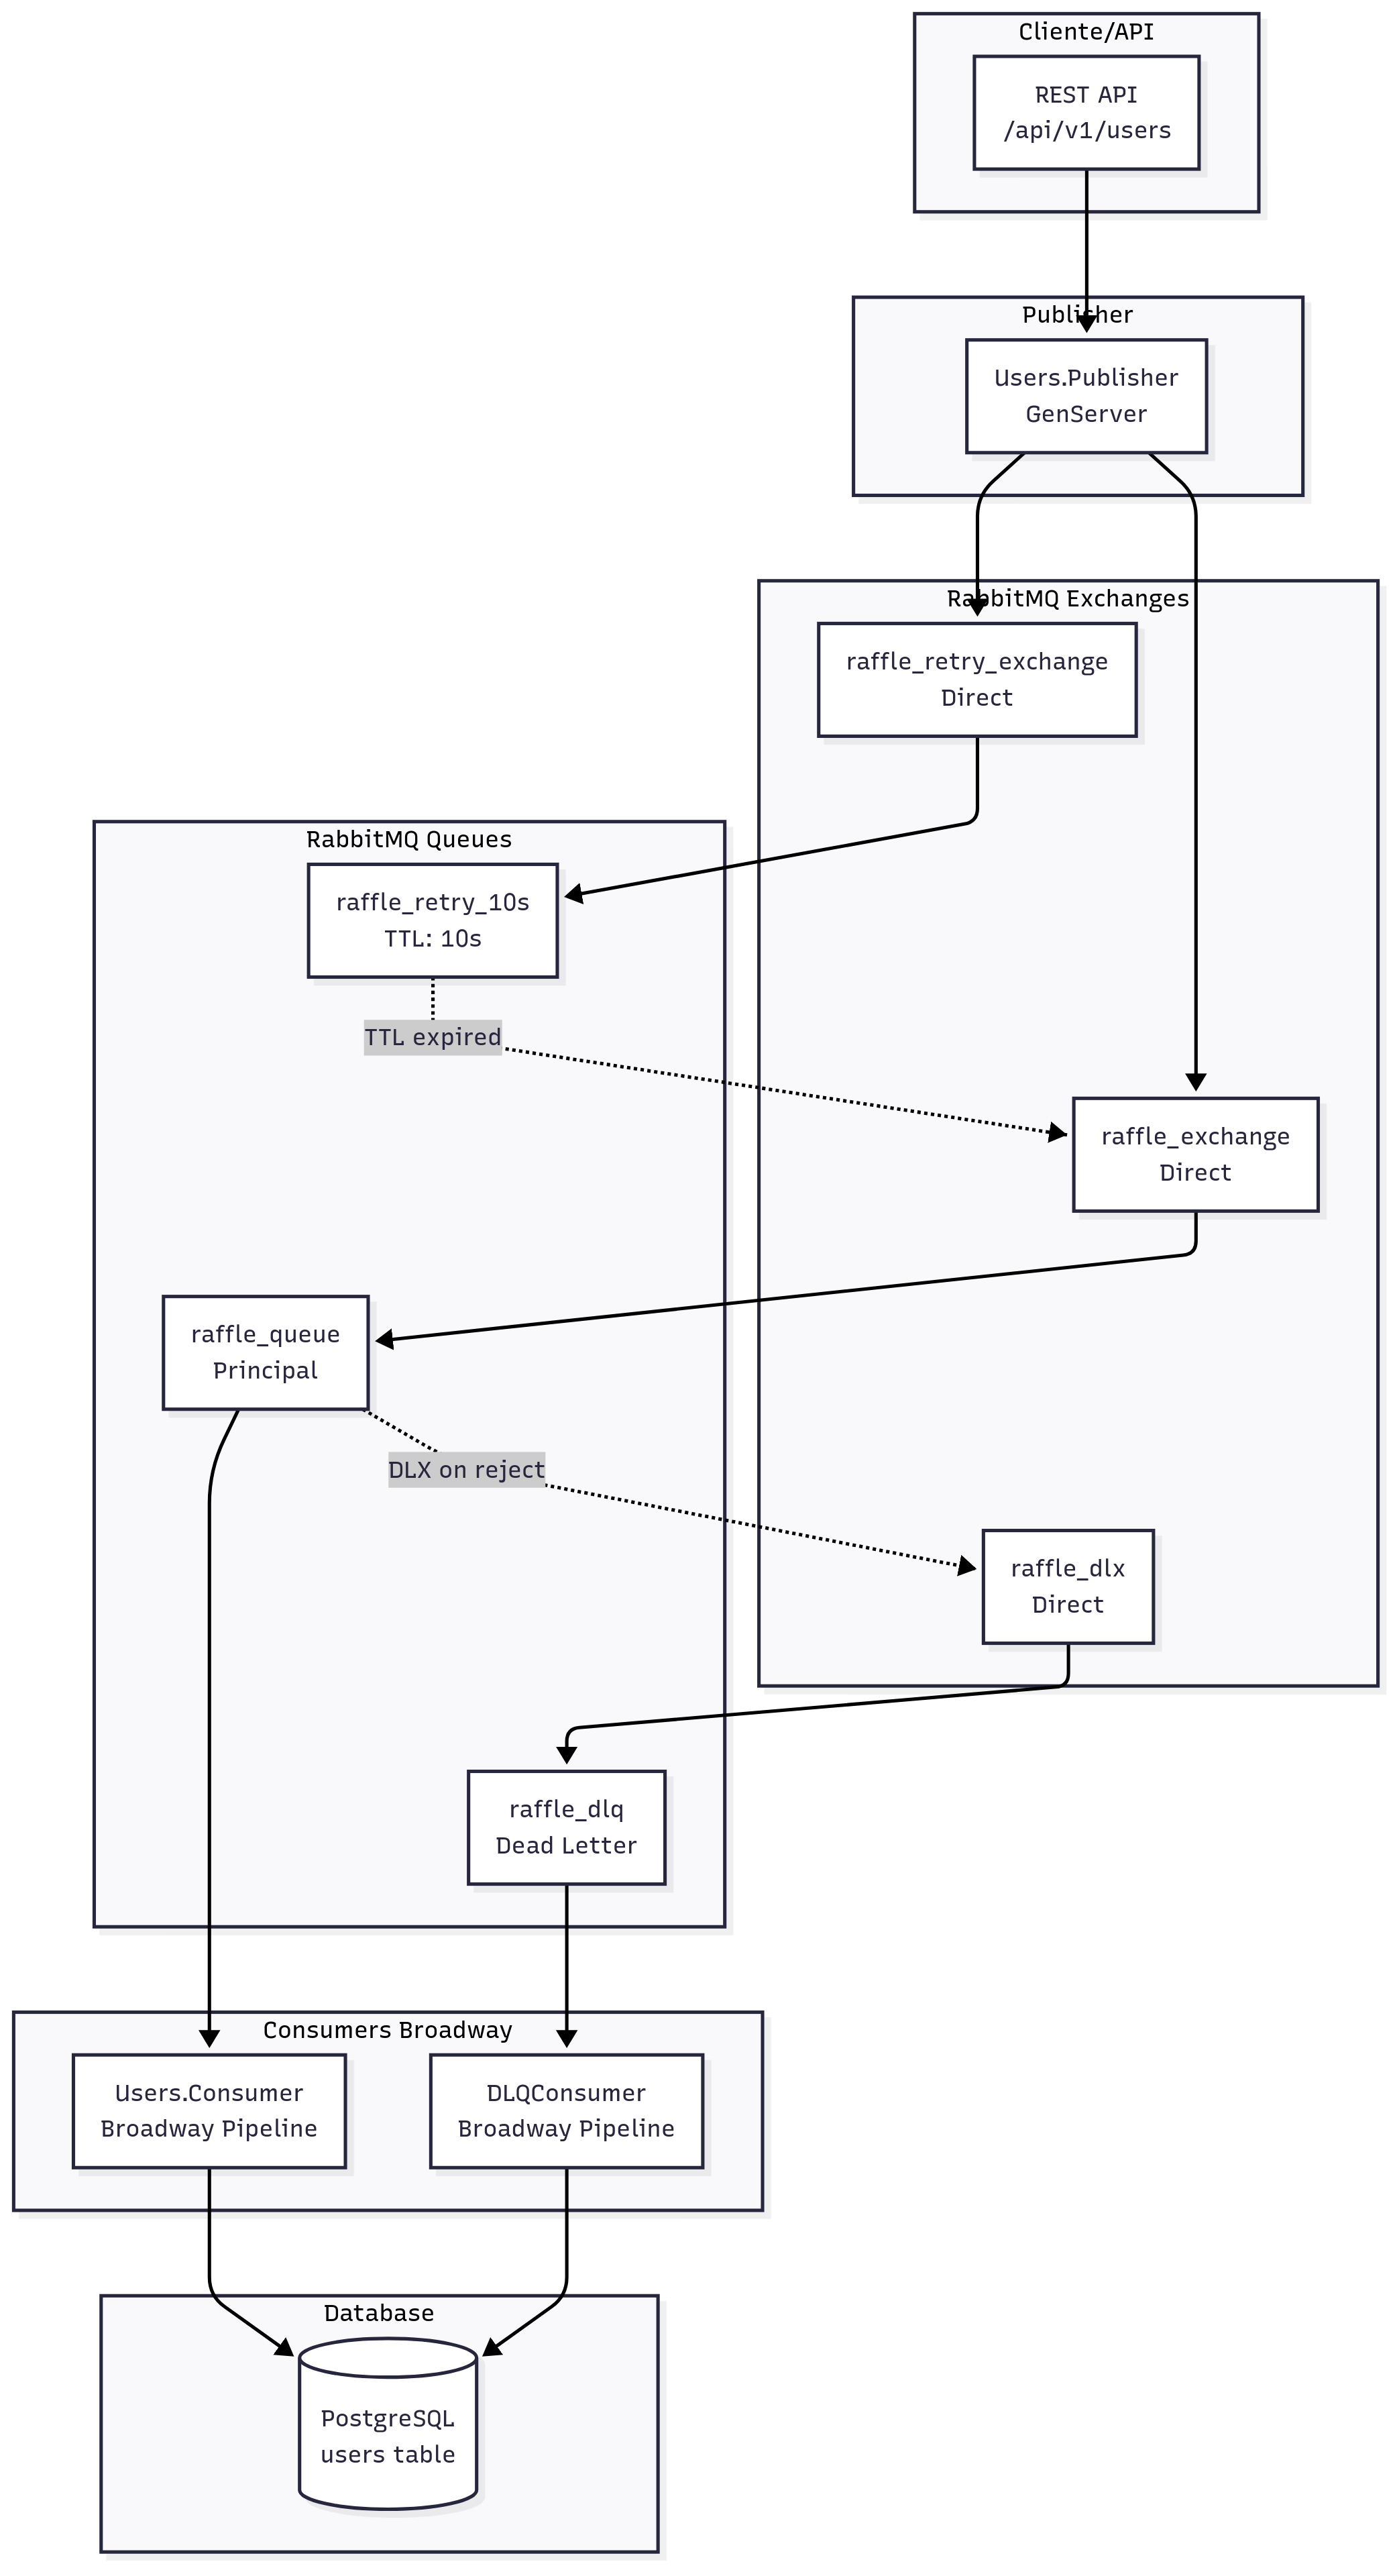 Cliente/API
REST API
/api/v1/users
Publisher
Users.Publisher
GenServer
RabbitMQ Exchanges
raffle_retry_exchange
Direct
RabbitMQ Queues
raffle_retry_10s
TTL: 10s
TTL expired
raffle_exchange
Direct
raffle_queue
Principal
DLX on reject
raffle_dlx
Direct
raffle_dlq
Dead Letter
Consumers Broadway
Users.Consumer
Broadway Pipeline
DLQConsumer
Broadway Pipeline
Database
PostgreSQL
users table